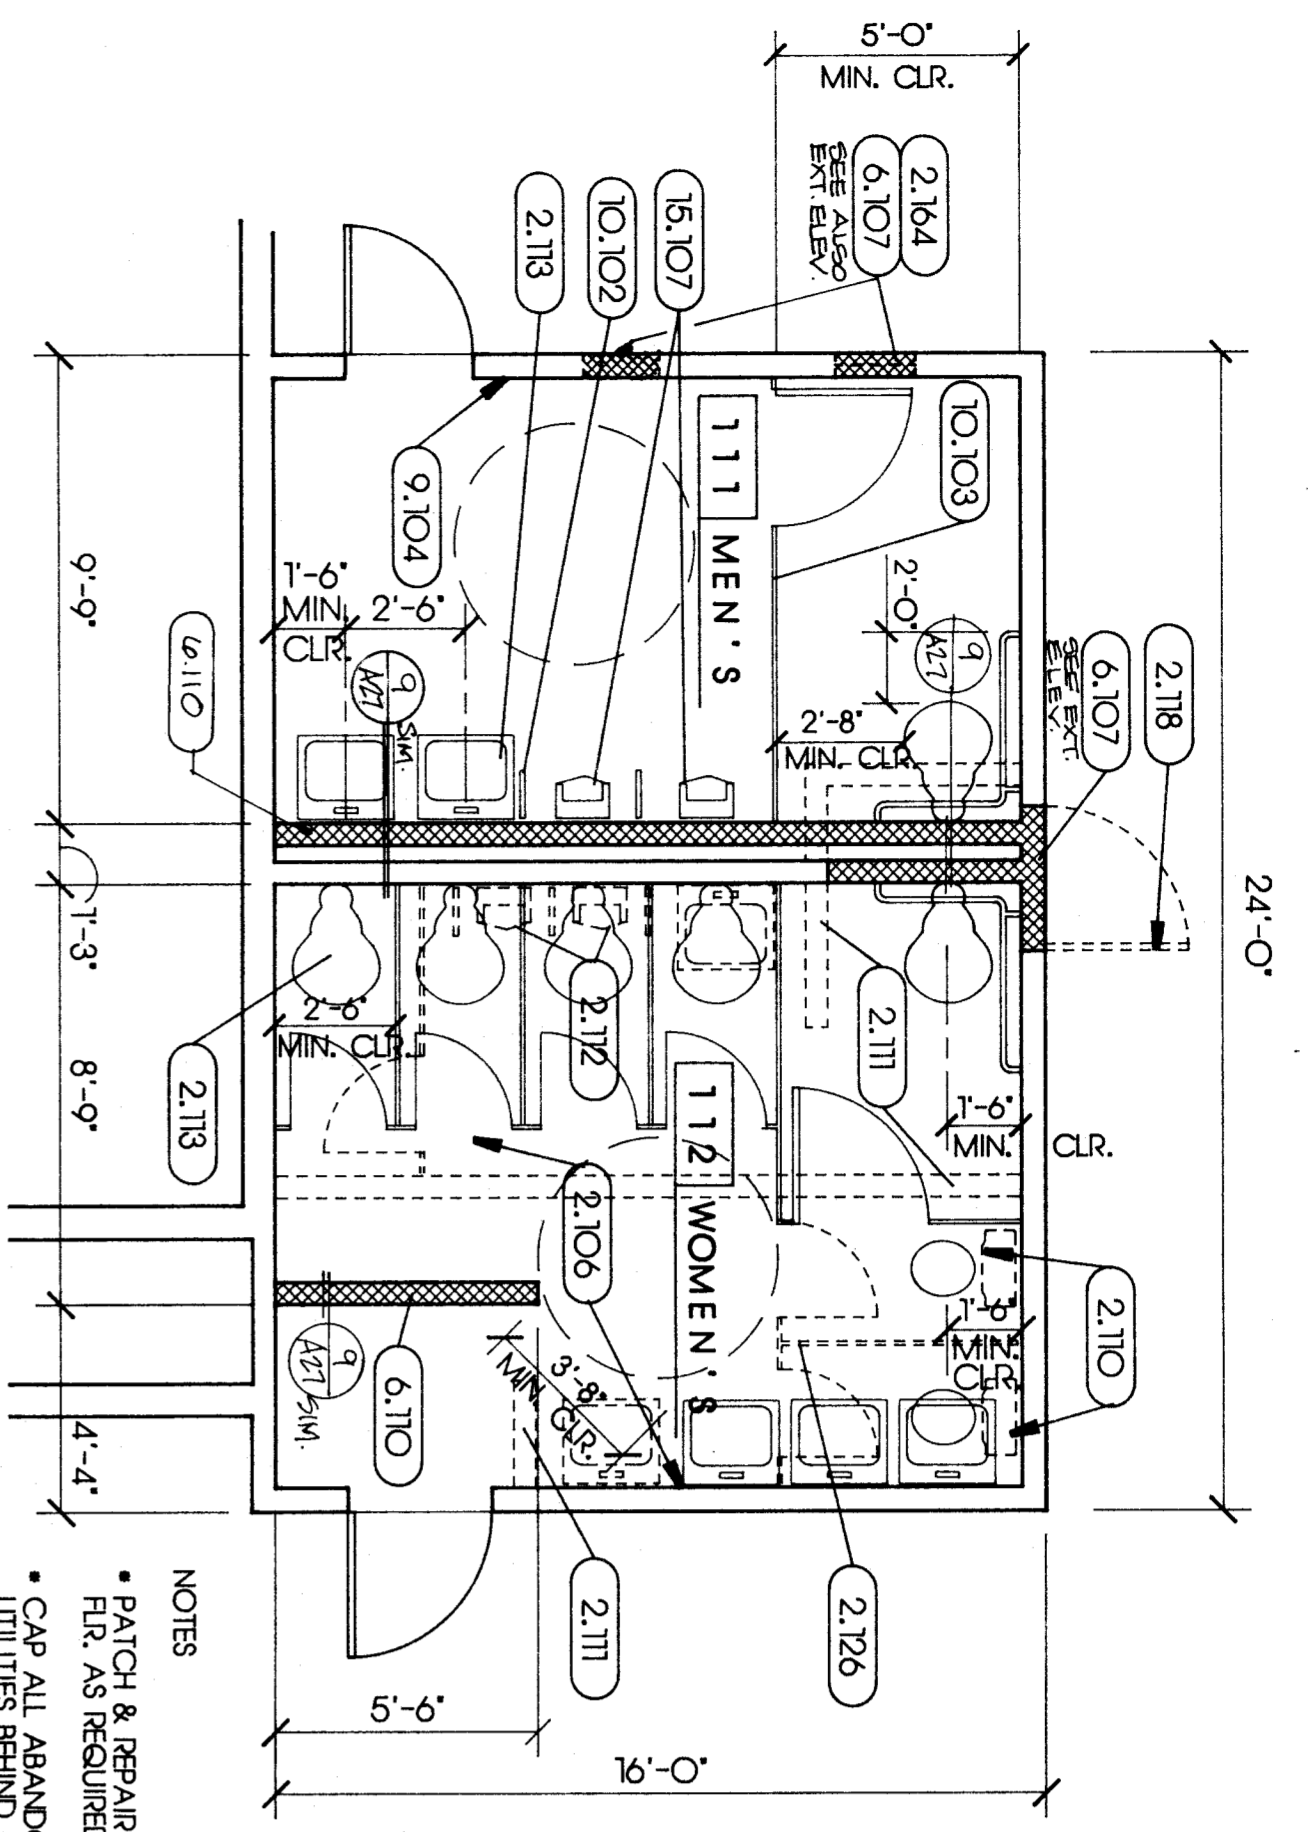 5'-0"
MIN. CLR.
2.164
6.107
SEE ALSO
EXT. ELEV.
15.107
10.102
2.113
10.103
9.104
111 MEN'S
2'-0"
9
A27
2'-8"
MIN. CLR.
1'-6"
MIN.
CLR.
2'-6"
9
A27
SIM.
6.110
9'-9"
2.118
6.107
SEE EXT.
ELEV.
24'-0"
1'-3"
2'-6"
MIN. CLR.
2.113
2.112
2.111
8'-9"
112 WOMEN'S
1'-6"
MIN. CLR.
2.106
2.110
1'-6"
MIN.
CLR.
9
A27
SIM.
6.110
3'-8"
MIN. CLR.
4'-4"
2.111
2.126
5'-6"
16'-0"
NOTES
• PATCH & REPAIR
FLR. AS REQUIRED
• CAP ALL ABANDO
UTILITIES BEHIND